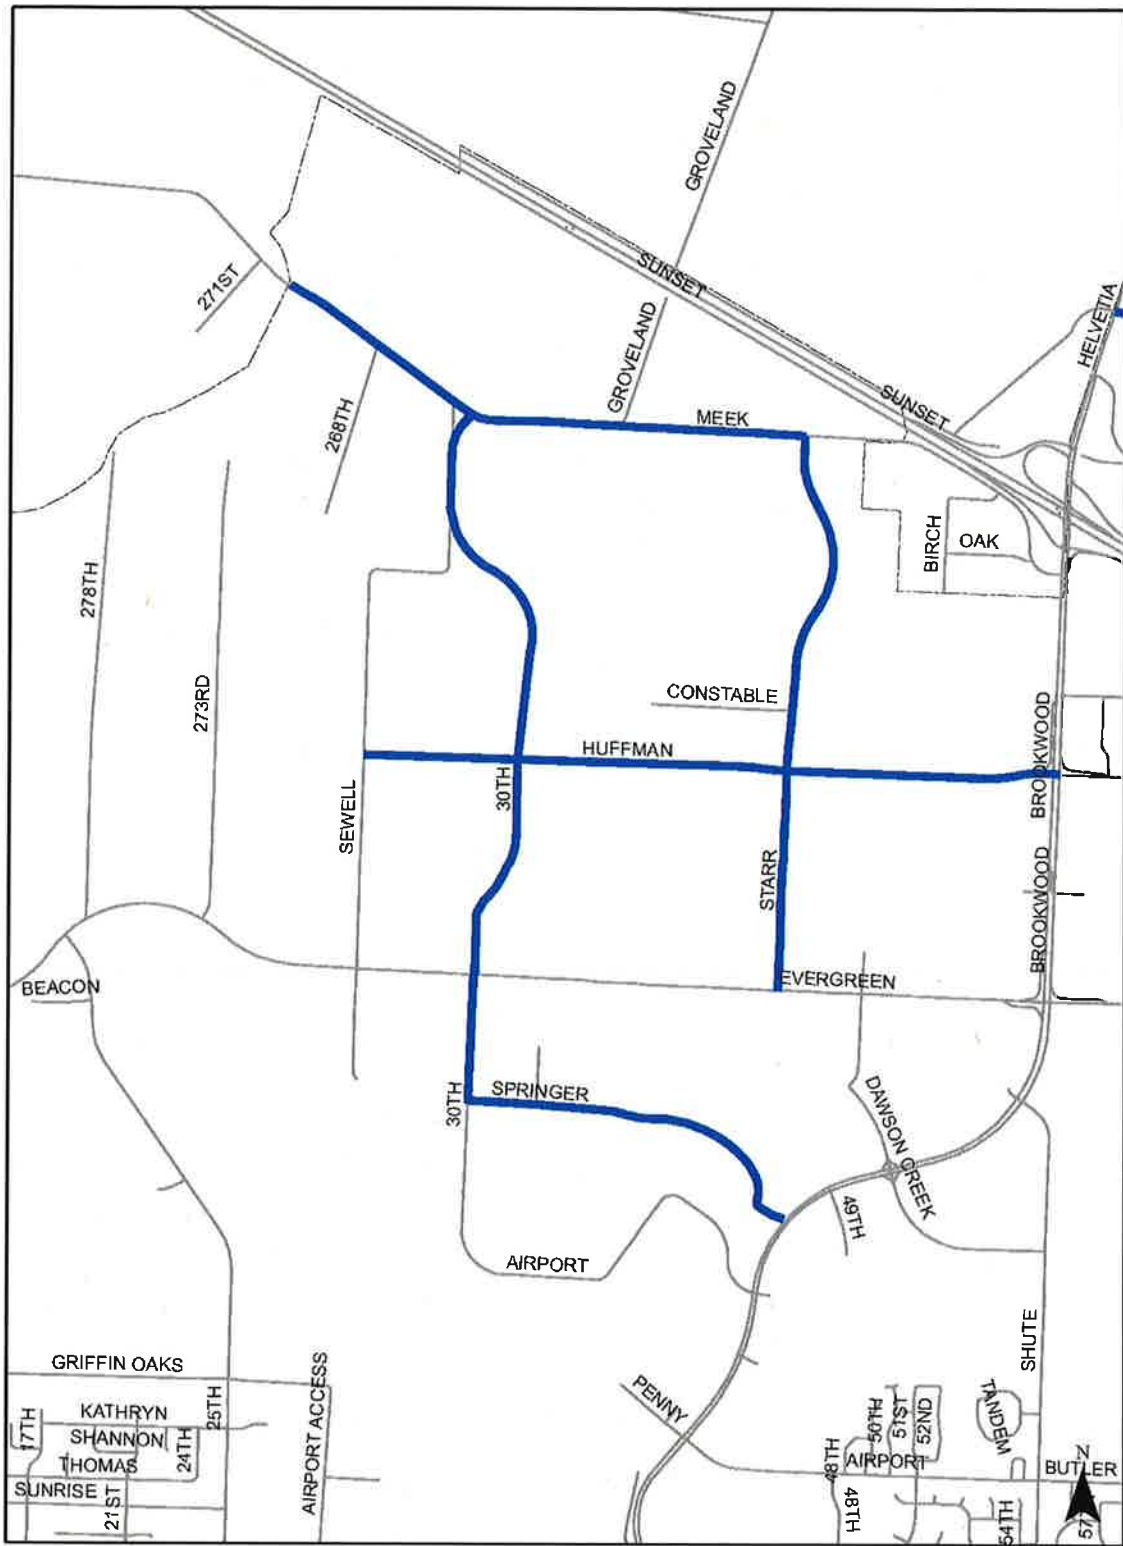 GROVELAND
SUNSET
271ST
HELVETIA
GROVELAND
268TH
MEEK
SUNSET
BIRCH
OAK
278TH
273RD
CONSTABLE
HUFFMAN
BROOKWOOD
30TH
SEWELL
STARR
BROOKWOOD
BEACON
EVERGREEN
30TH
SPRINGER
DAWSON CREEK
49TH
AIRPORT
SHUTE
GRIFFIN OAKS
AIRPORT ACCESS
25TH
PENNY
TANDEM
17TH
KATHRYN
SHANNON
24TH
THOMAS
50TH
51ST
52ND
48TH
AIRPORT
N
BUTLER
SUNRISE
21ST
48TH
54TH